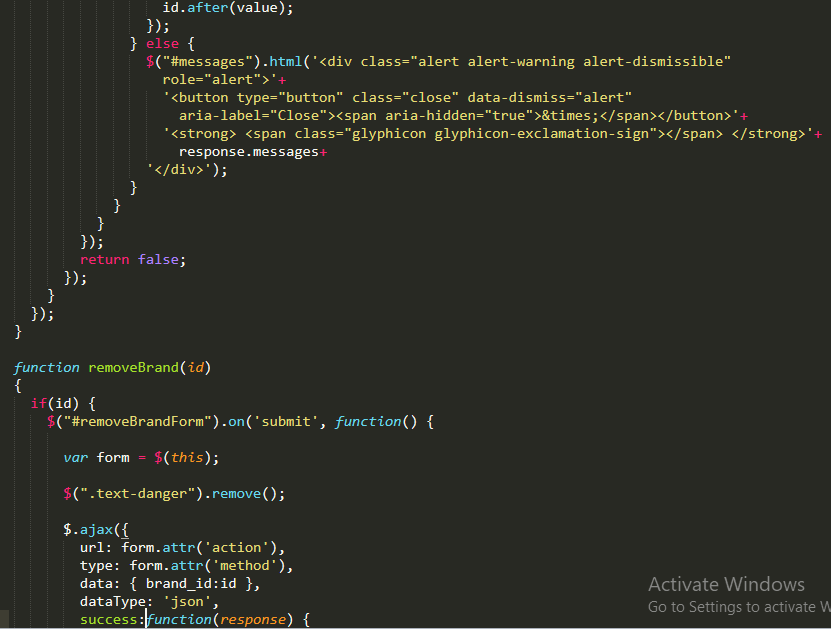 id.after(value);
});
} else {
$("#messages").html('<div class="alert alert-warning alert-dismissible"
role="alert">'+
'<button type="button" class="close" data-dismiss="alert"
aria-label="Close"><span aria-hidden="true">&times;</span></button>'+
'<strong> <span class="glyphicon glyphicon-exclamation-sign"></span> </strong>'+
response.messages+
'</div>');
}
}
}
});
return false;
});
}
});
}
function removeBrand(id)
{
if(id) {
$("#removeBrandForm").on('submit', function() {
var form = $(this);
$(".text-danger").remove();
$.ajax({
url: form.attr('action'),
type: form.attr('method'),
data: { brand_id:id },
dataType: 'json',
success:function(response) {
Activate Windows
Go to Settings to activate W